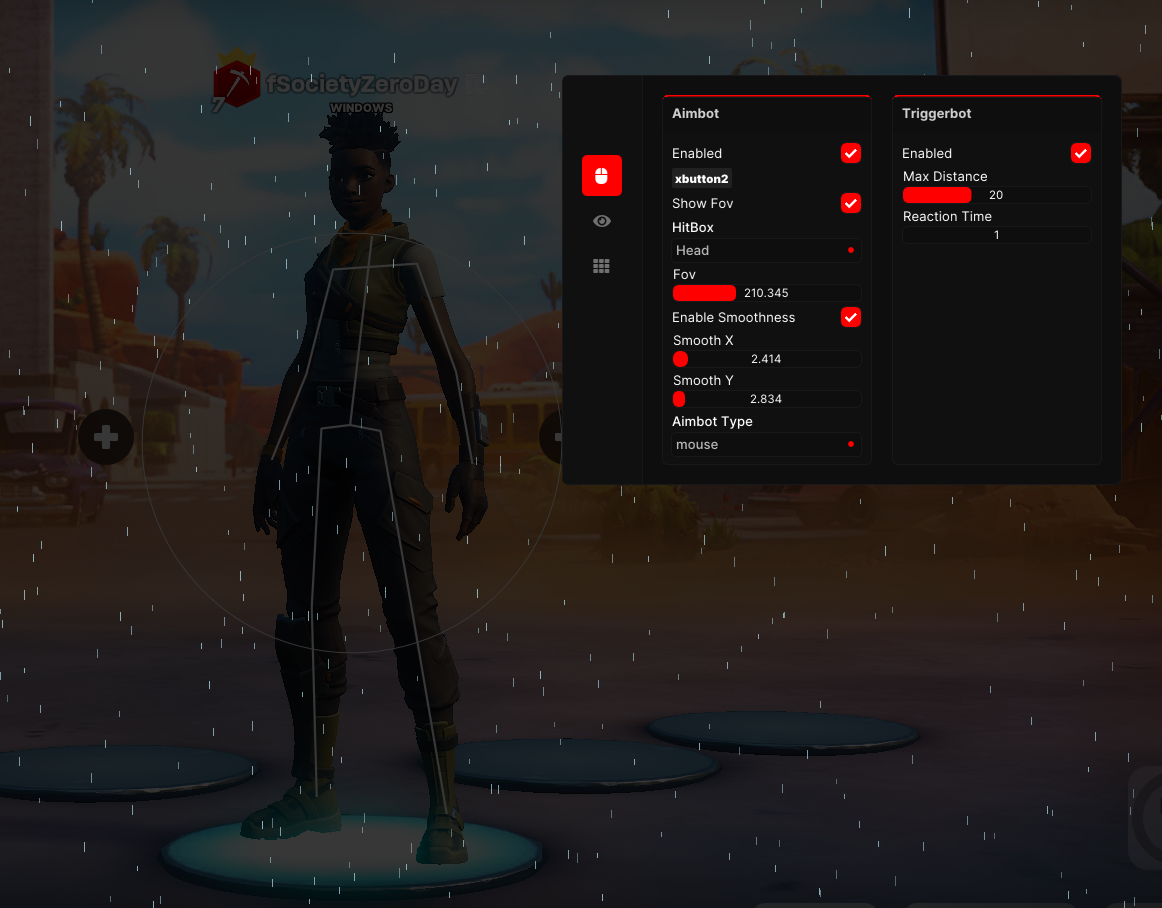 fSocietyZeroDay
7
WINDOWS
Aimbot
Enabled
xbutton2
Show Fov
HitBox
Head
Fov
210.345
Enable Smoothness
Smooth X
2.414
Smooth Y
2.834
Aimbot Type
mouse
Triggerbot
Enabled
Max Distance
20
Reaction Time
1